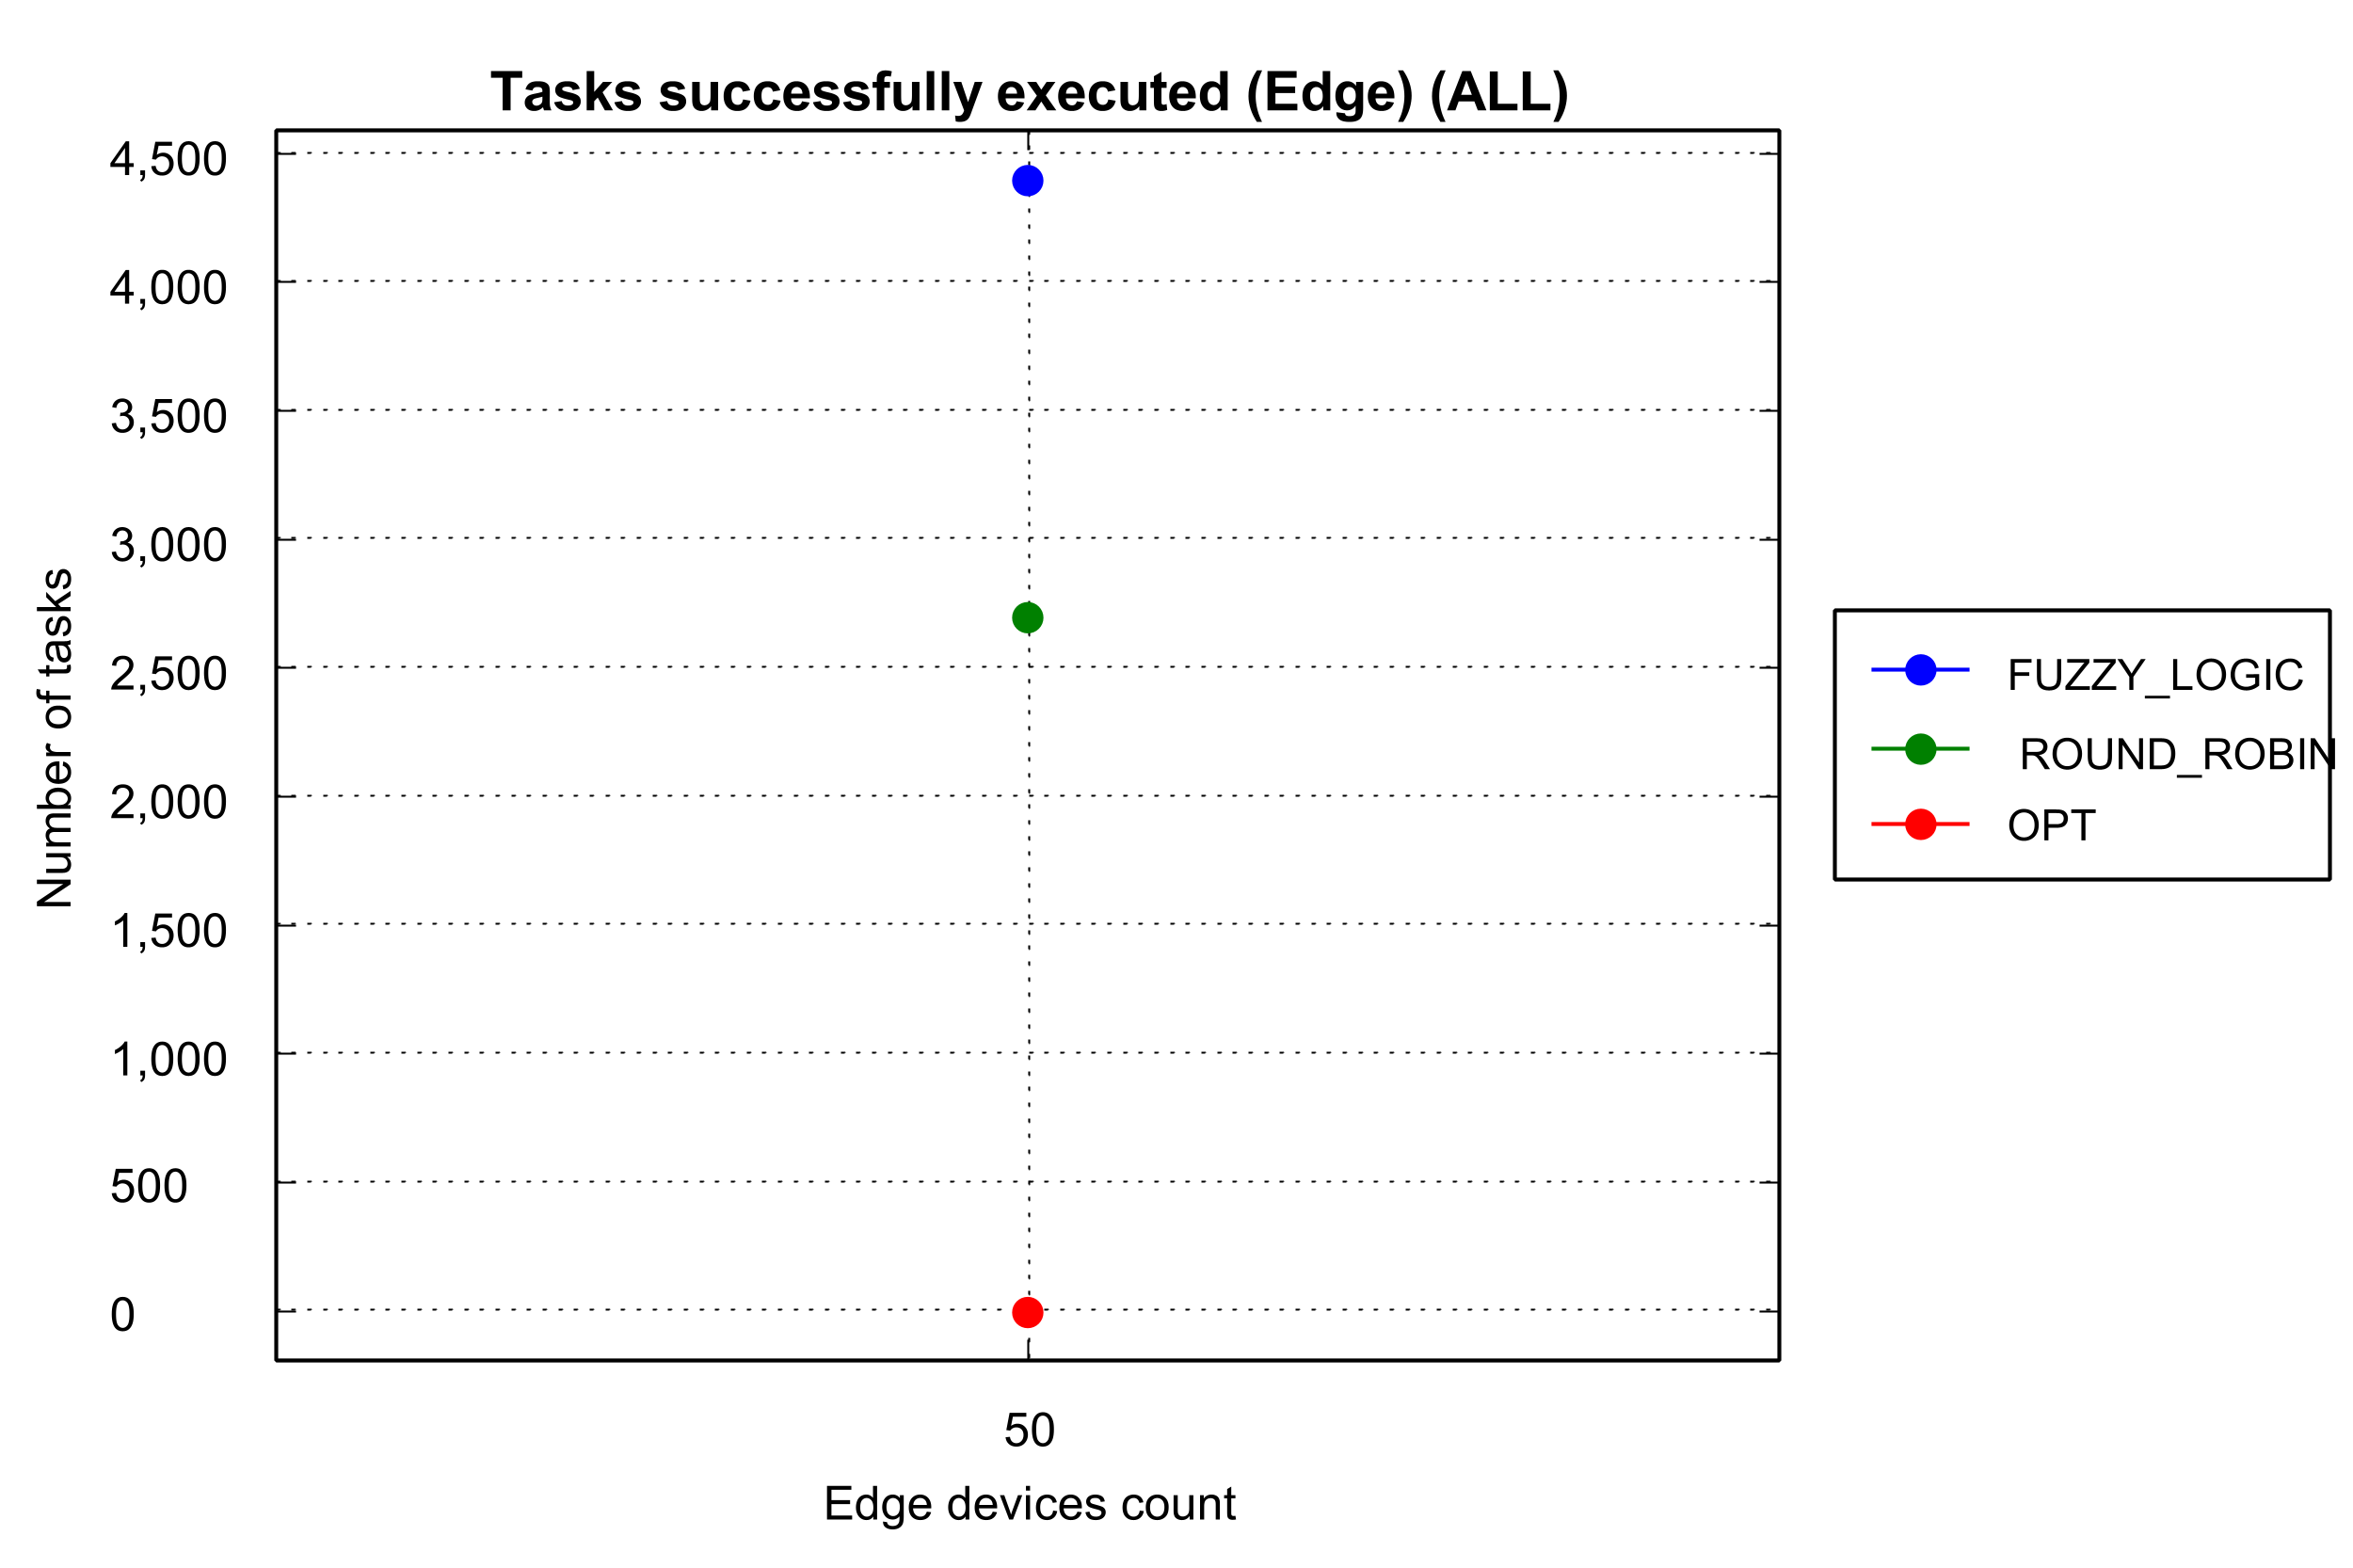 Tasks successfully executed (Edge) (ALL)
4,500
4,000
3,500
3,000
2,500
2,000
1,500
1,000
500
0
Number of tasks
50
Edge devices count
FUZZY_LOGIC
ROUND_ROBIN
OPT